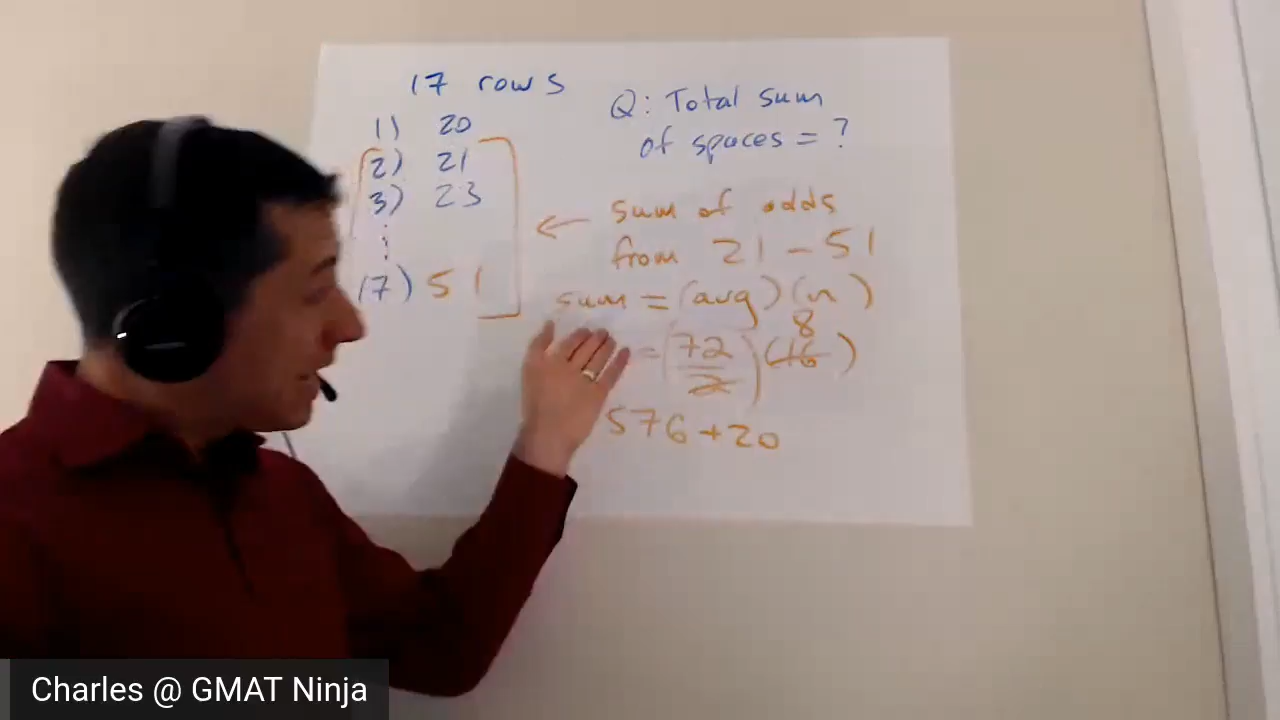 17 rows
1) 20
2) 21
3) 23
17) 51
Q: Total sum
of spaces = ?
← sum of odds
from 21 - 51
sum = (avg)(n)
= (72/2)(16) 8
576 + 20
Charles @ GMAT Ninja